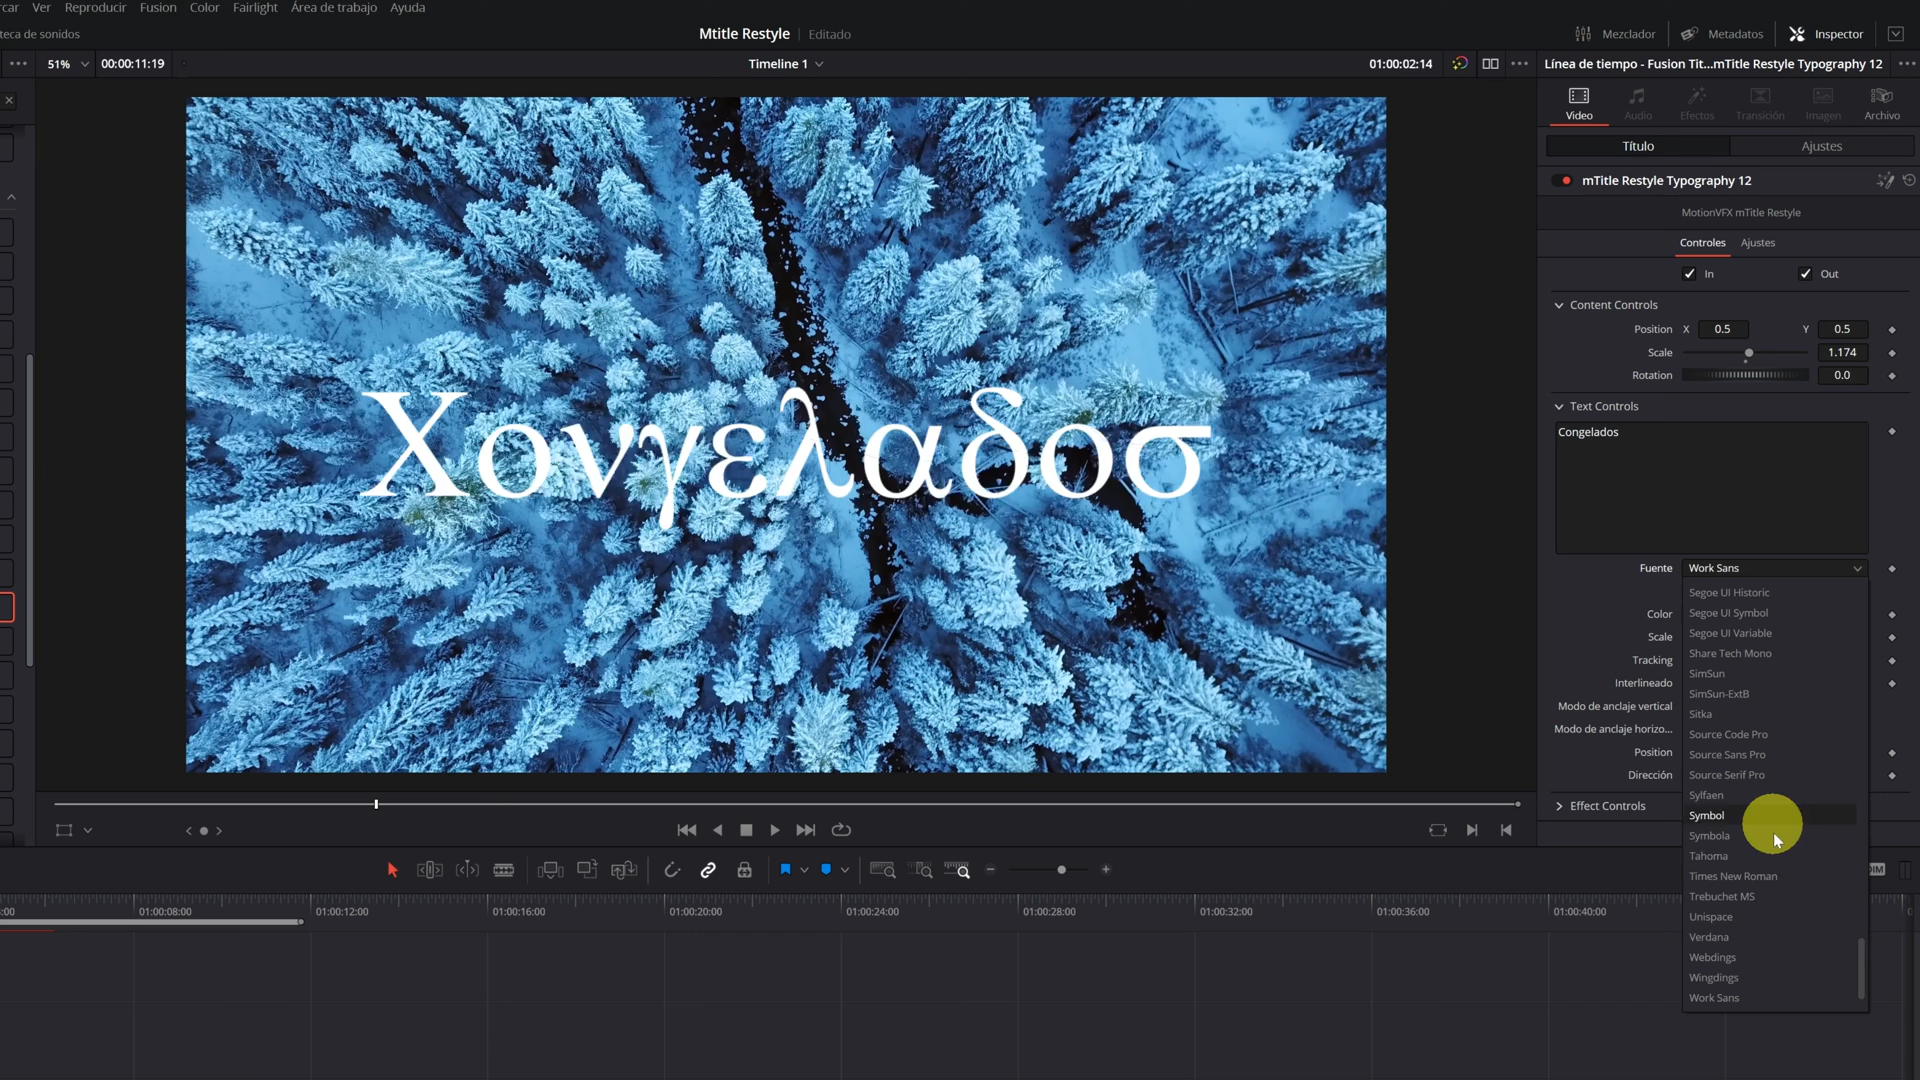 car Ver Reproducir Fusion Color Fairlight Área de trabajo Ayuda
teca de sonidos
Mtitle Restyle Editado
Mezclador Metadatos Inspector
51% 00:00:11:19
Timeline 1
01:00:02:14
Línea de tiempo - Fusion Tit...mTitle Restyle Typography 12
Video Audio Efectos Transición Imagen Archivo
Título Ajustes
mTitle Restyle Typography 12
MotionVFX mTitle Restyle
Controles Ajustes
In Out
Content Controls
Position X 0.5 Y 0.5
Scale 1.174
Rotation 0.0
Text Controls
Congelados
Χονγελαδοσ
Fuente Work Sans
Segoe UI Historic
Color
Segoe UI Symbol
Segoe UI Variable
Scale
Share Tech Mono
Tracking
SimSun
Interlineado
SimSun-ExtB
Modo de anclaje vertical
Sitka
Modo de anclaje horizo...
Source Code Pro
Position
Source Sans Pro
Dirección
Source Serif Pro
Sylfaen
Effect Controls
Symbol
Symbola
Tahoma
Times New Roman
Trebuchet MS
Unispace
Verdana
Webdings
Wingdings
Work Sans
:00 01:00:08:00 01:00:12:00 01:00:16:00 01:00:20:00 01:00:24:00 01:00:28:00 01:00:32:00 01:00:36:00 01:00:40:00